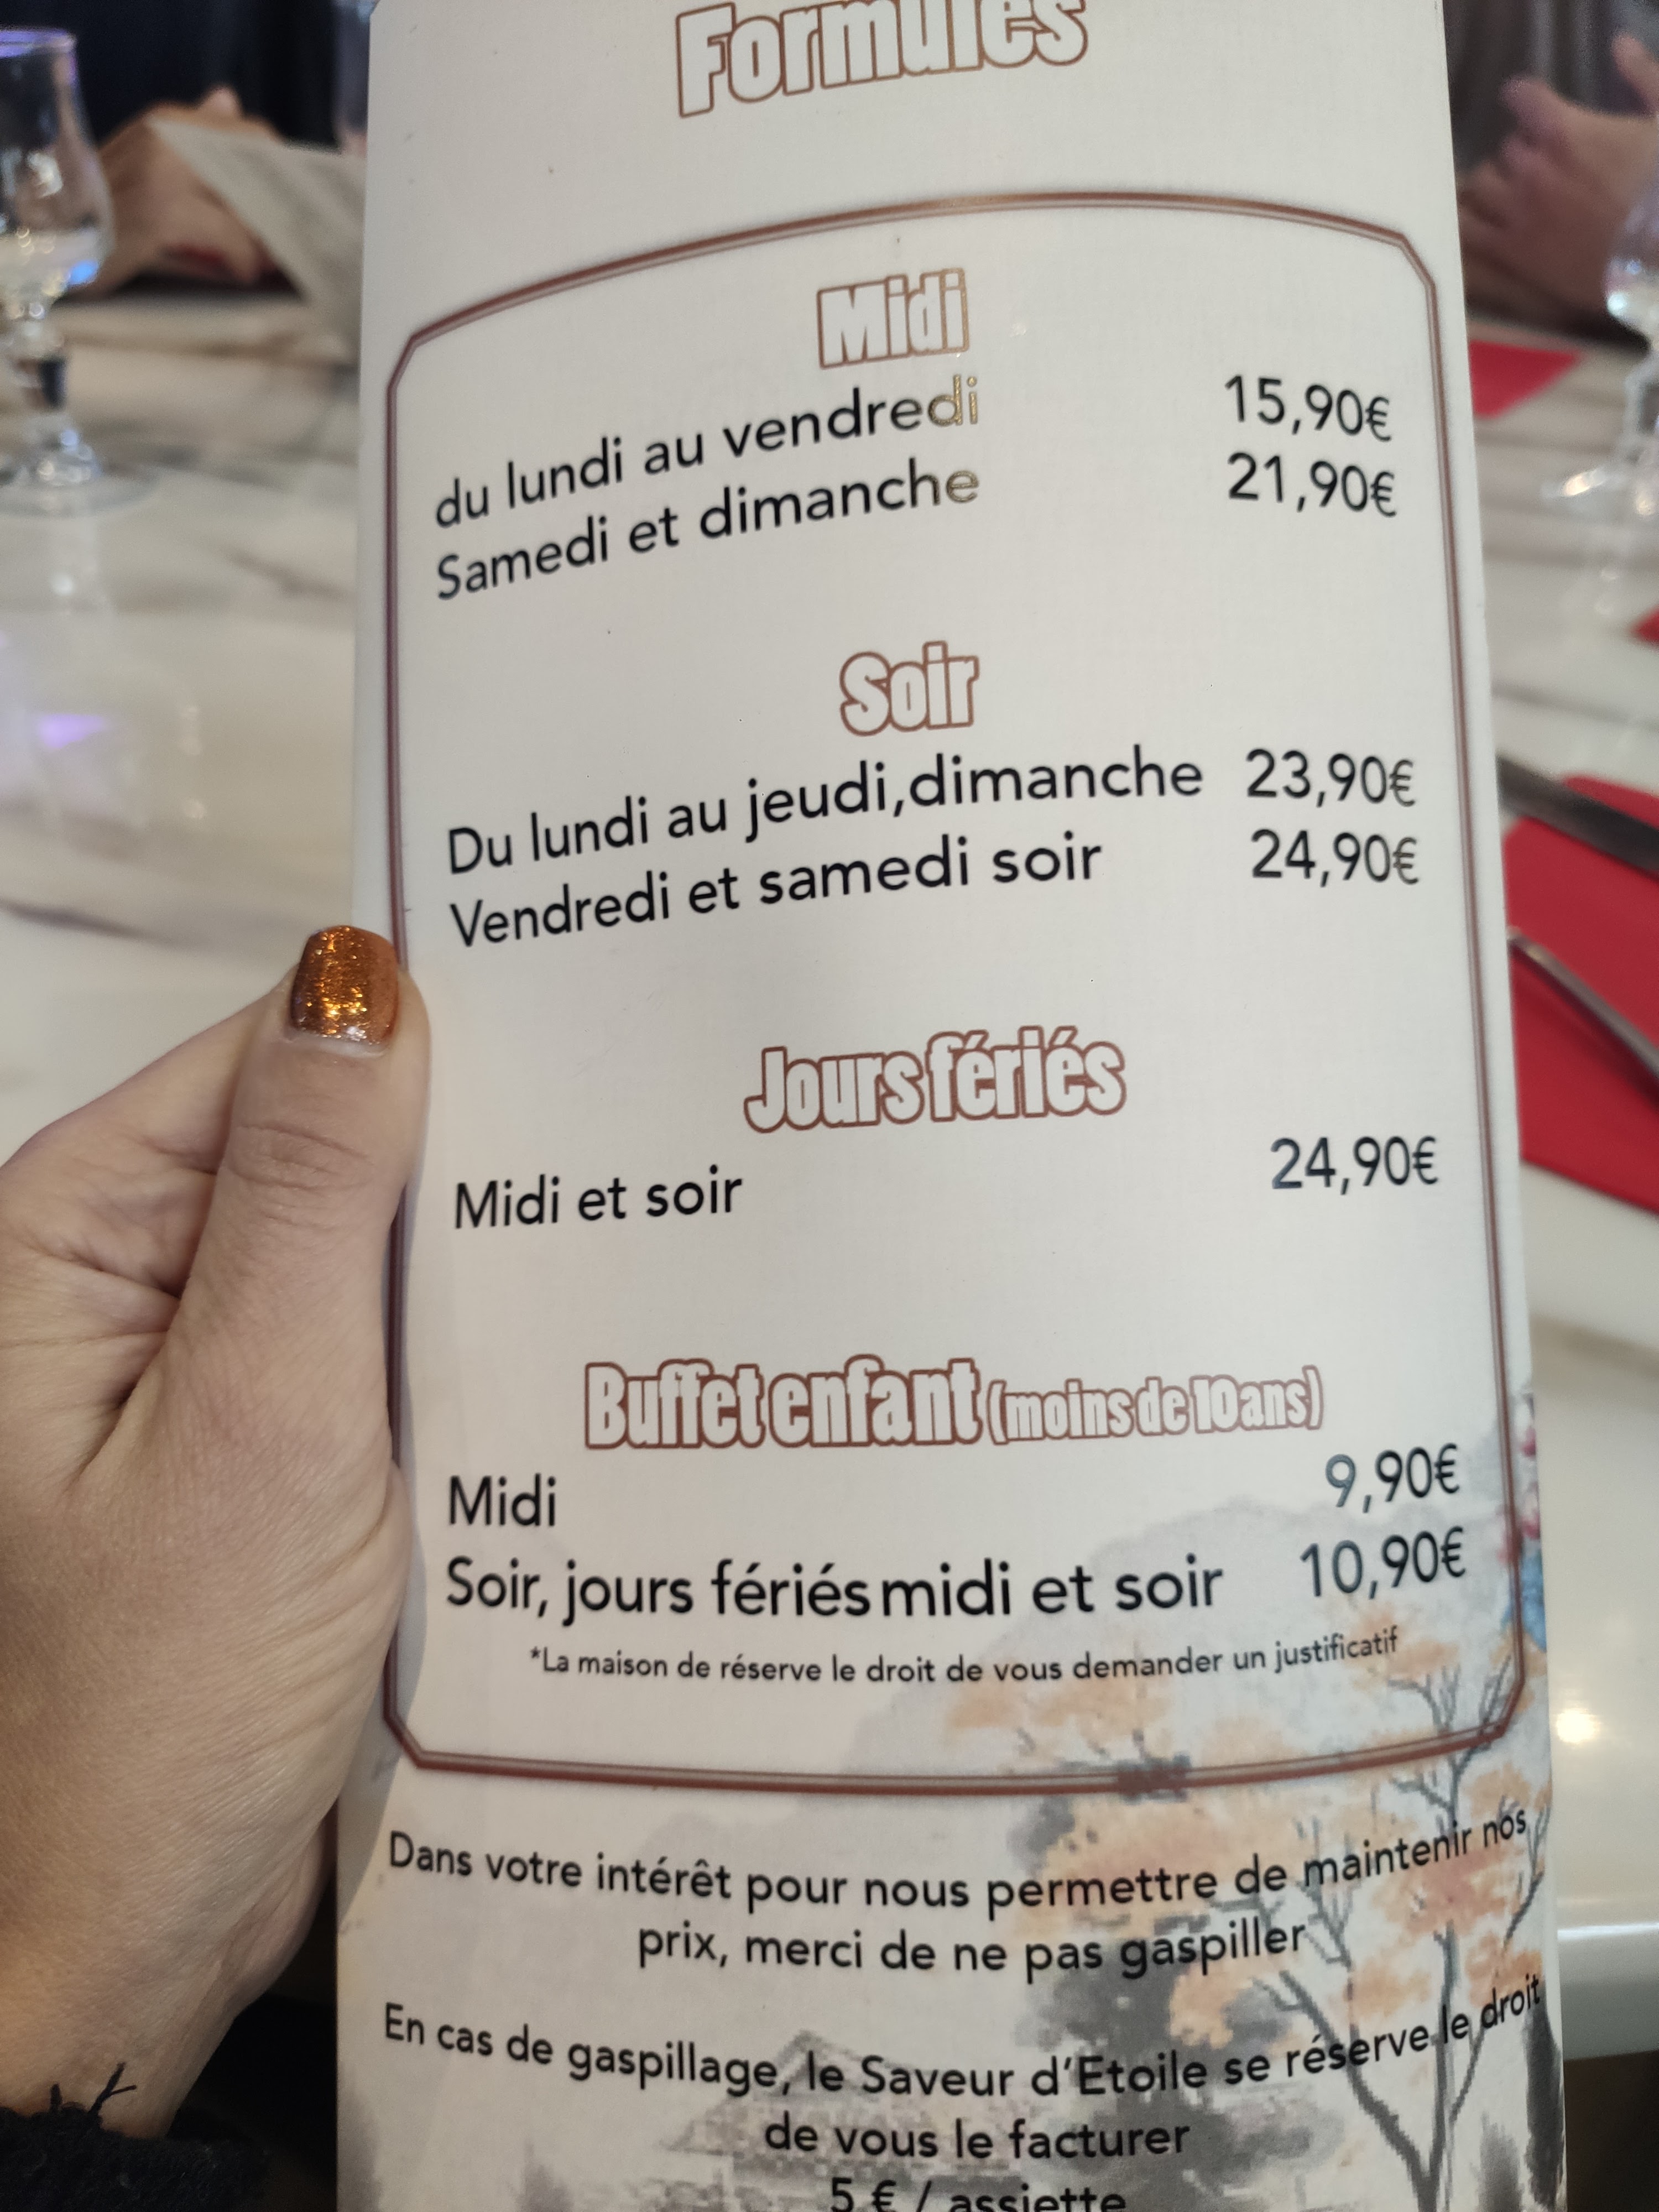 Formules
Midi
du lundi au vendredi 15,90€
Samedi et dimanche 21,90€
Soir
Du lundi au jeudi,dimanche 23,90€
Vendredi et samedi soir 24,90€
Jours fériés
Midi et soir 24,90€
Buffet enfant (moins de 10 ans)
Midi 9,90€
Soir, jours fériés midi et soir 10,90€
*La maison de réserve le droit de vous demander un justificatif
Dans votre intérêt pour nous permettre de maintenir nos
prix, merci de ne pas gaspiller
En cas de gaspillage, le Saveur d'Etoile se réserve le droit
de vous le facturer
5 € / assiette